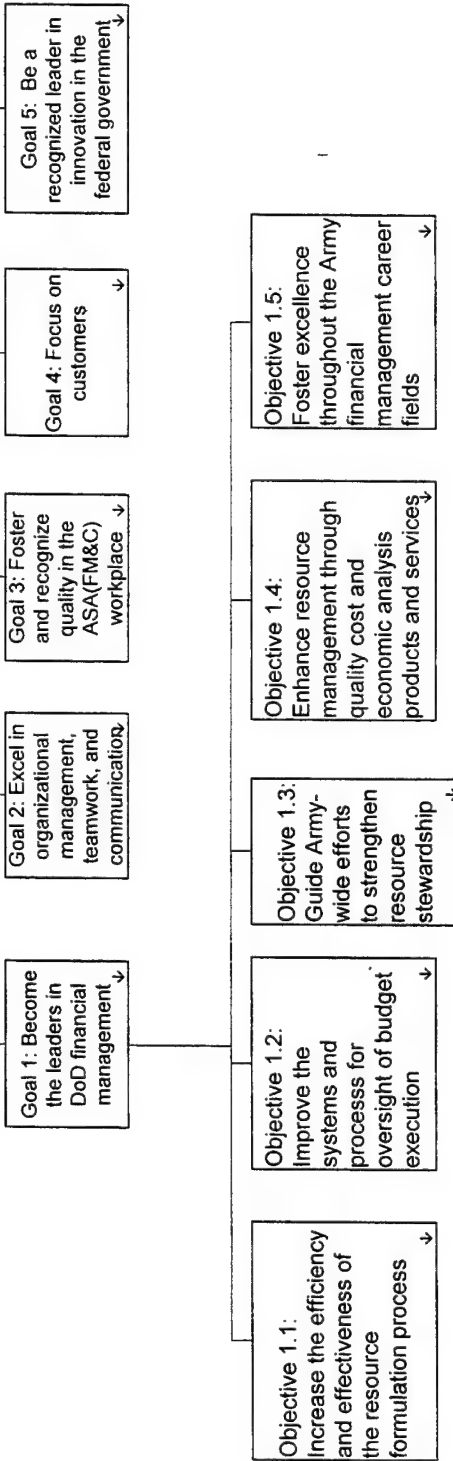 Goal 1: Become
the leaders in
DoD financial
management
Goal 2: Excel in
organizational
management,
teamwork, and
communication
Goal 3: Foster
and recognize
quality in the
ASA(FM&C)
workplace
Goal 4: Focus on
customers
Goal 5: Be a
recognized leader in
innovation in the
federal government
Objective 1.1:
Increase the efficiency
and effectiveness of
the resource
formulation process
Objective 1.2:
Improve the
systems and
processs for
oversight of budget
execution
Objective 1.3:
Guide Army-
wide efforts
to strengthen
resource
stewardship
Objective 1.4:
Enhance resource
management through
quality cost and
economic analysis
products and services
Objective 1.5:
Foster excellence
throughout the Army
financial
management career
fields